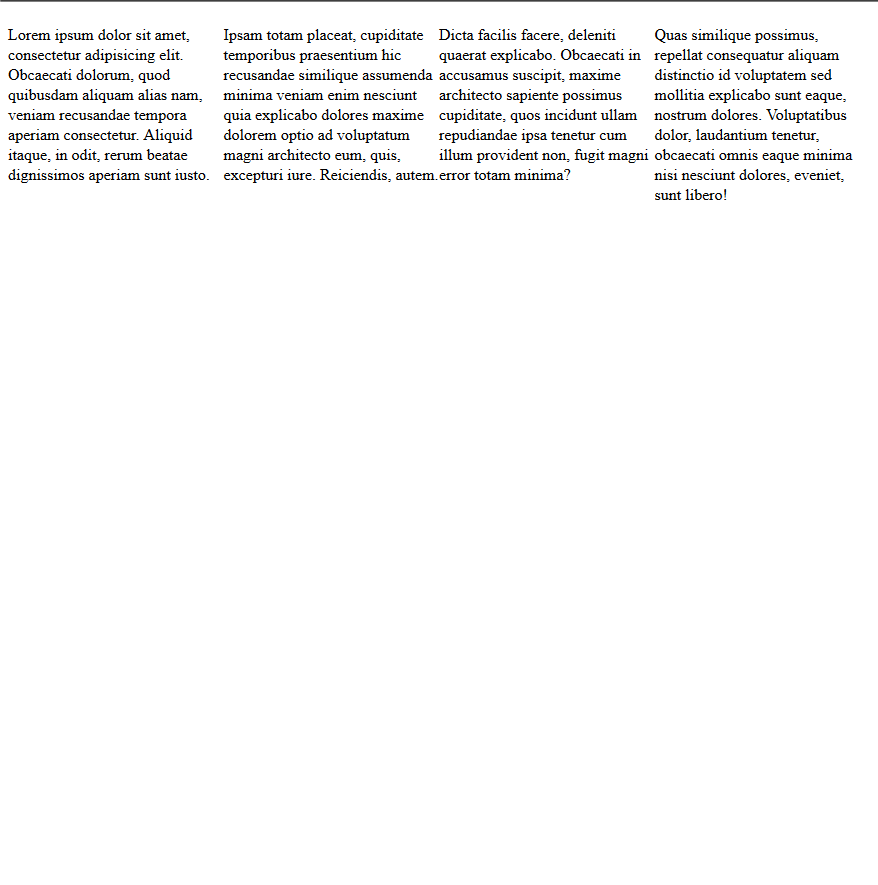 Lorem ipsum dolor sit amet,
consectetur adipisicing elit.
Obcaecati dolorum, quod
quibusdam aliquam alias nam,
veniam recusandae tempora
aperiam consectetur. Aliquid
itaque, in odit, rerum beatae
dignissimos aperiam sunt iusto.
Ipsam totam placeat, cupiditate
temporibus praesentium hic
recusandae similique assumenda
minima veniam enim nesciunt
quia explicabo dolores maxime
dolorem optio ad voluptatum
magni architecto eum, quis,
excepturi iure. Reiciendis, autem.
Dicta facilis facere, deleniti
quaerat explicabo. Obcaecati in
accusamus suscipit, maxime
architecto sapiente possimus
cupiditate, quos incidunt ullam
repudiandae ipsa tenetur cum
illum provident non, fugit magni
error totam minima?
Quas similique possimus,
repellat consequatur aliquam
distinctio id voluptatem sed
mollitia explicabo sunt eaque,
nostrum dolores. Voluptatibus
dolor, laudantium tenetur,
obcaecati omnis eaque minima
nisi nesciunt dolores, eveniet,
sunt libero!